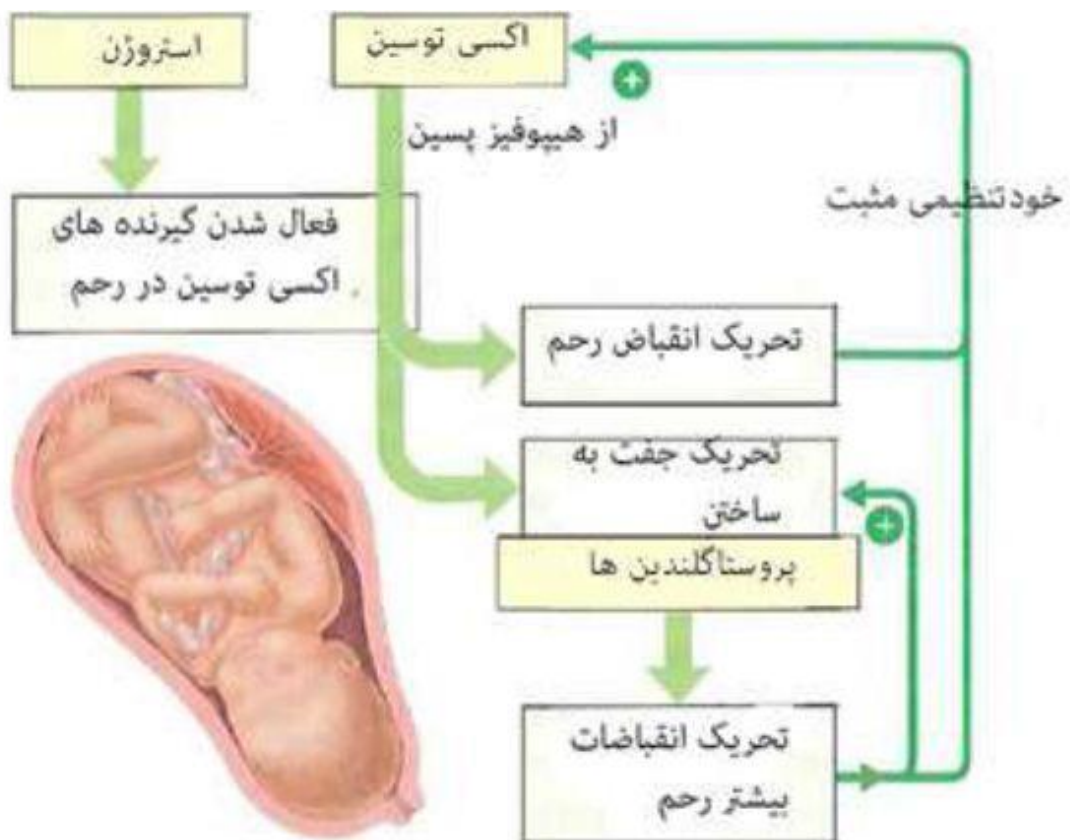 استروژن
اکسی توسین
از هیپوفیز پسین
خودتنظیمی مثبت
فعال شدن گیرنده های
اکسی توسین در رحم
تحریک انقباض رحم
تحریک جفت به
ساختن
پروستاگلندین ها
تحریک انقباضات
بیشتر رحم